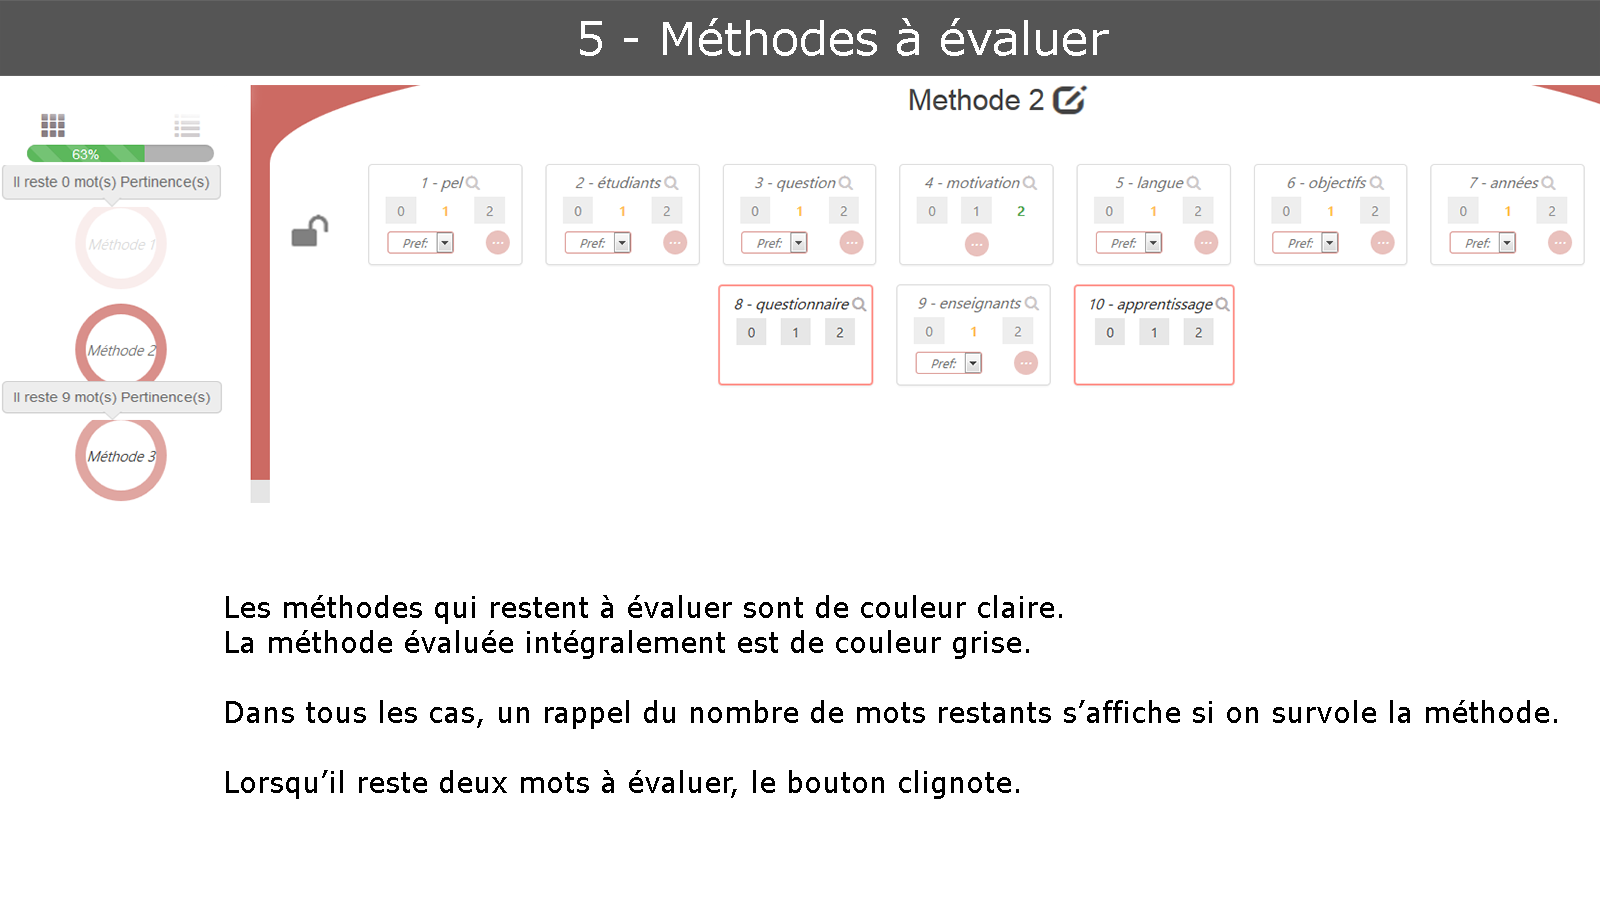 5 - Méthodes à évaluer
Methode 2
63%
Il reste 0 mot(s) Pertinence(s)
Méthode 1
Méthode 2
Il reste 9 mot(s) Pertinence(s)
Méthode 3
1 - pel
0 1 2
Pref:
2 - étudiants
0 1 2
Pref:
3 - question
0 1 2
Pref:
4 - motivation
0 1 2
5 - langue
0 1 2
Pref:
6 - objectifs
0 1 2
Pref:
7 - années
0 1 2
Pref:
8 - questionnaire
0 1 2
9 - enseignants
0 1 2
Pref:
10 - apprentissage
0 1 2
Les méthodes qui restent à évaluer sont de couleur claire.
La méthode évaluée intégralement est de couleur grise.
Dans tous les cas, un rappel du nombre de mots restants s’affiche si on survole la méthode.
Lorsqu’il reste deux mots à évaluer, le bouton clignote.